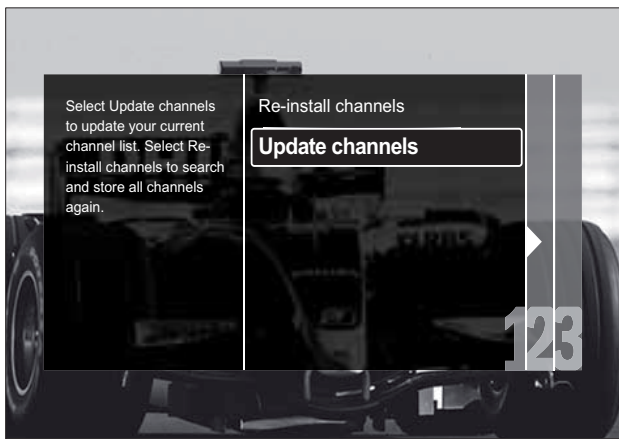 Select Update channels
to update your current
channel list. Select Re-
install channels to search
and store all channels
again.
Re-install channels
Update channels
123